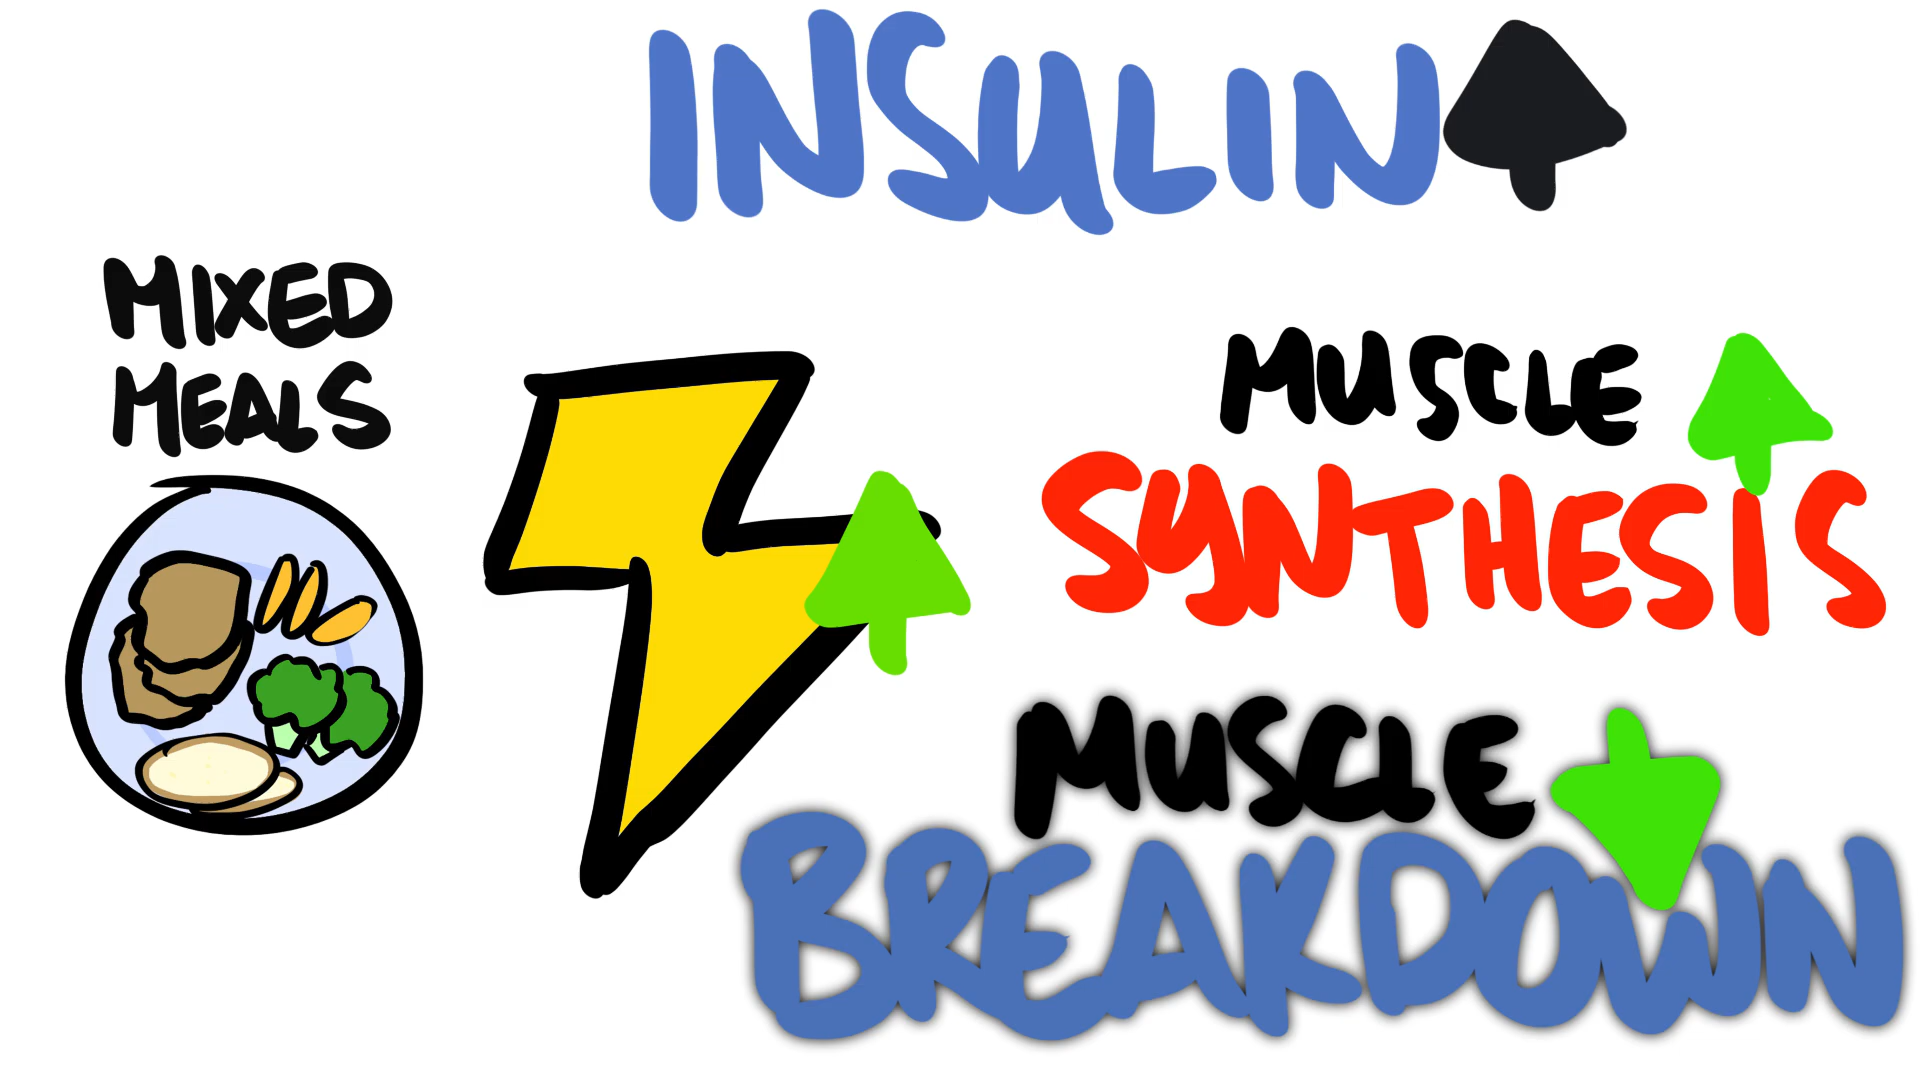 INSULIN
MIXED
MEALS
MUSCLE
SYNTHESIS
MUSCLE
BREAKDOWN